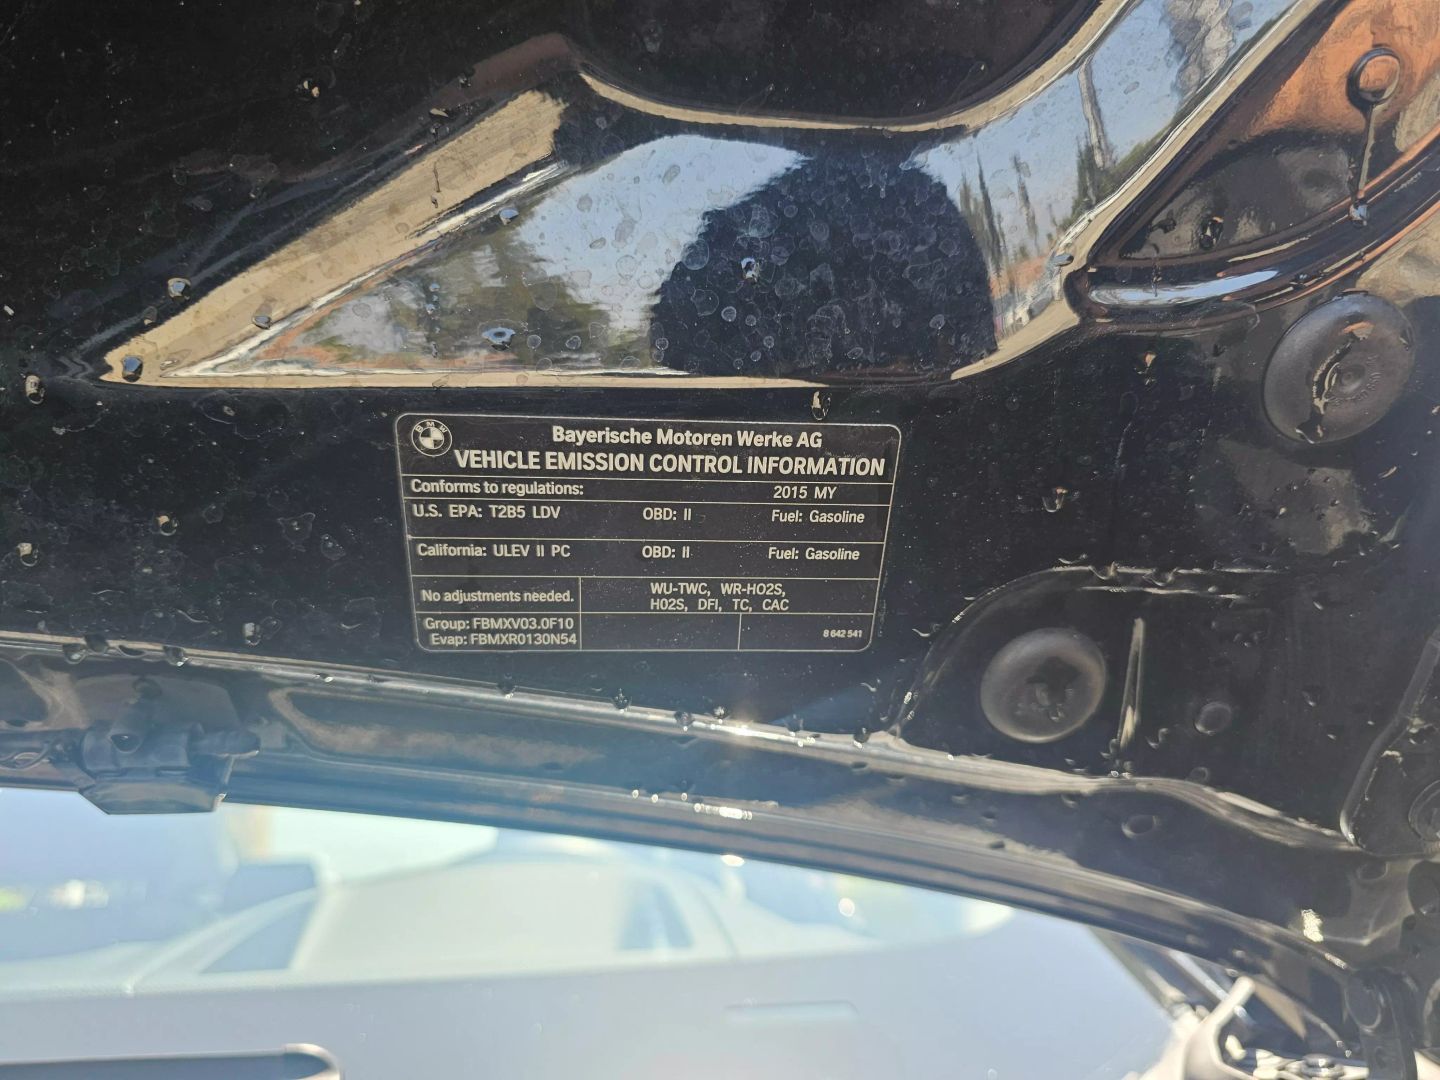 BMW
Bayerische Motoren Werke AG
VEHICLE EMISSION CONTROL INFORMATION
Conforms to regulations: 2015 MY
U.S. EPA: T2B5 LDV OBD: II Fuel: Gasoline
California: ULEV II PC OBD: II Fuel: Gasoline
No adjustments needed.
WU-TWC, WR-HO2S,
HO2S, DFI, TC, CAC
Group: FBMXV03.0F10
Evap: FBMXR0130N54
8 642 541